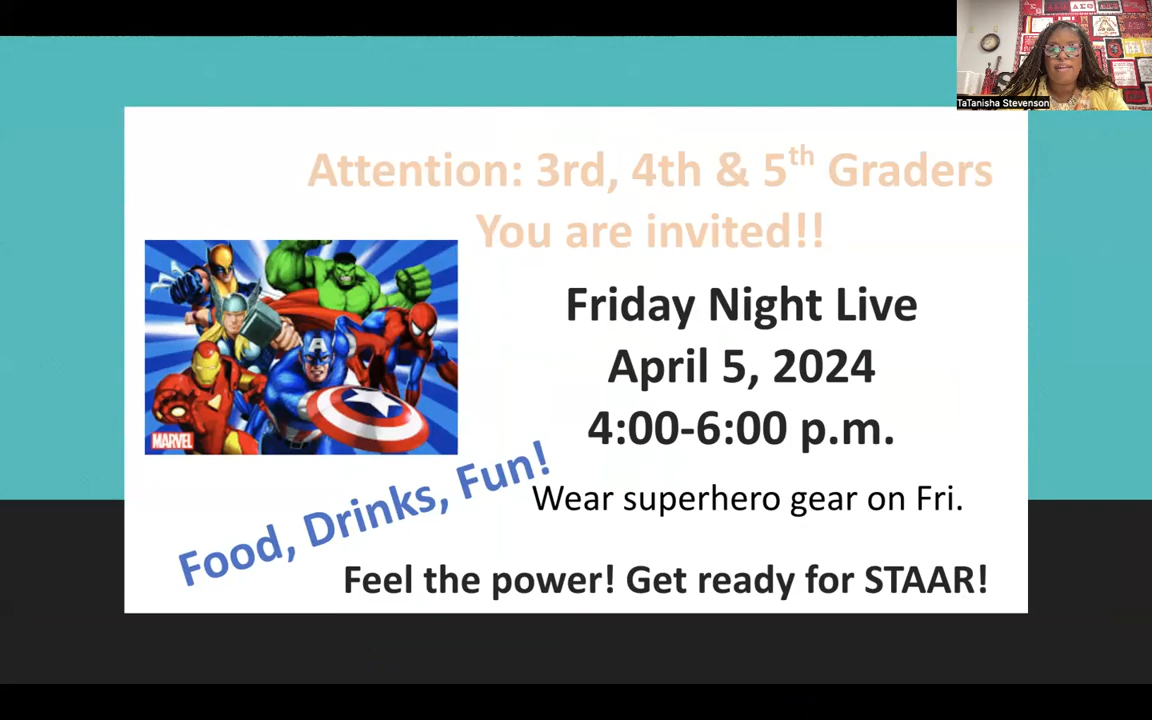 TaTanisha Stevenson
Attention: 3rd, 4th & 5th Graders
You are invited!!
Friday Night Live
April 5, 2024
4:00-6:00 p.m.
MARVEL
Food, Drinks, Fun!
Wear superhero gear on Fri.
Feel the power! Get ready for STAAR!